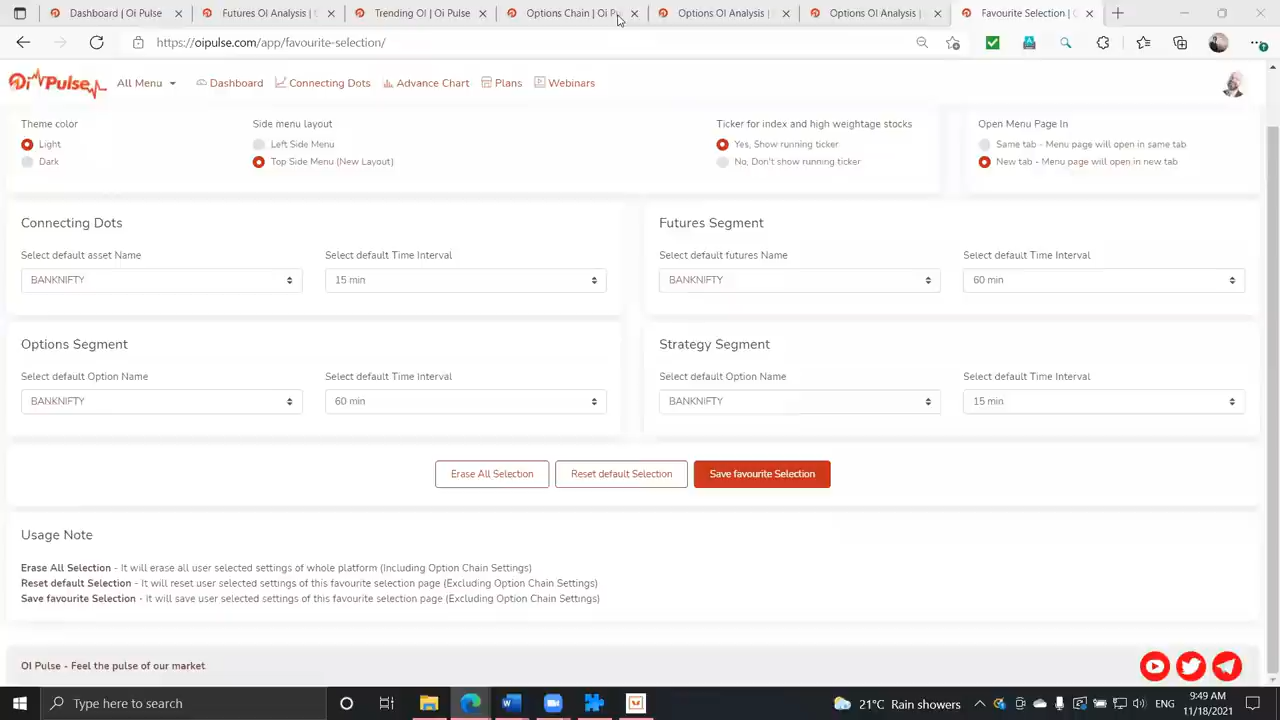 Dashboard | Oi Pulse
Futures OI Analysis |
Trending OI | Oi Pulse
Options Chain | Oi
Options OI Analysis |
Options OI Analysis |
Favourite Selection |
https://oipulse.com/app/favourite-selection/
Oi Pulse
All Menu
Dashboard
Connecting Dots
Advance Chart
Plans
Webinars
Theme color
Side menu layout
Ticker for index and high weightage stocks
Open Menu Page In
Light
Left Side Menu
Yes, Show running ticker
Same tab - Menu page will open in same tab
Dark
Top Side Menu (New Layout)
No, Don't show running ticker
New tab - Menu page will open in new tab
Connecting Dots
Futures Segment
Select default asset Name
Select default Time Interval
Select default futures Name
Select default Time Interval
BANKNIFTY
15 min
BANKNIFTY
60 min
Options Segment
Strategy Segment
Select default Option Name
Select default Time Interval
Select default Option Name
Select default Time Interval
BANKNIFTY
60 min
BANKNIFTY
15 min
Erase All Selection
Reset default Selection
Save favourite Selection
Usage Note
Erase All Selection - It will erase all user selected settings of whole platform (Including Option Chain Settings)
Reset default Selection - It will reset user selected settings of this favourite selection page (Excluding Option Chain Settings)
Save favourite Selection - It will save user selected settings of this favourite selection page (Excluding Option Chain Settings)
OI Pulse - Feel the pulse of our market
Type here to search
21°C Rain showers
9:49 AM
11/18/2021